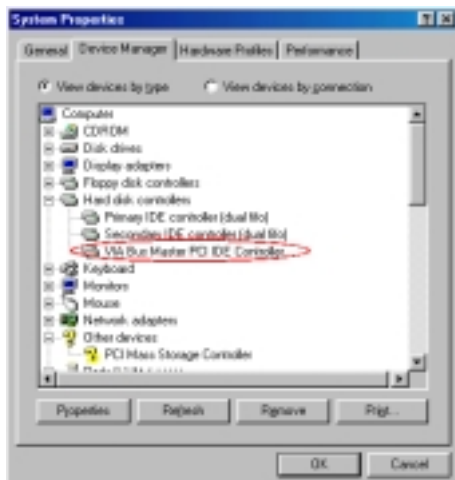 System Properties
General Device Manager Hardware Profiles Performance
View devices by type View devices by connection
Computer
CDROM
Disk drives
Display adapters
Floppy disk controllers
Hard disk controllers
Primary IDE controller (dual fifo)
Secondary IDE controller (dual fifo)
VIA Bus Master PCI IDE Controller
Keyboard
Monitors
Mouse
Network adapters
Other devices
PCI Mass Storage Controller
Properties Refresh Remove Print...
OK Cancel